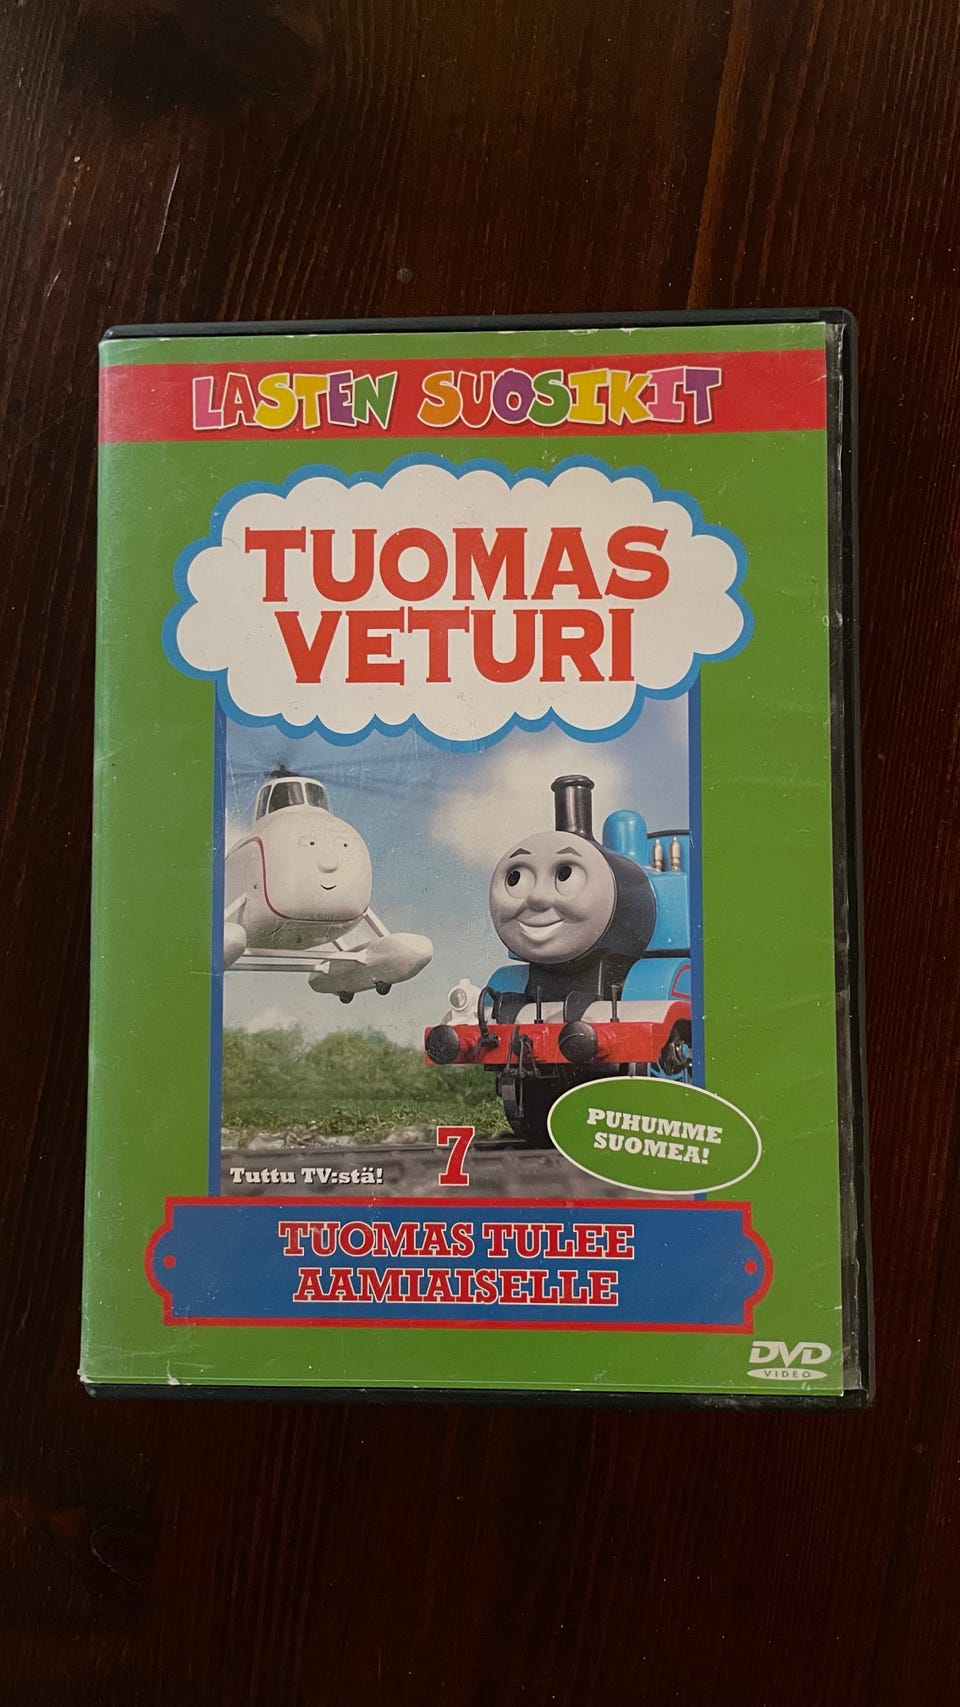 LASTEN SUOSIKIT
TUOMAS
VETURI
PUHUMME
SUOMEA!
7
Tuttu TV:stä!
TUOMAS TULEE
AAMIAISELLE
DVD
VIDEO